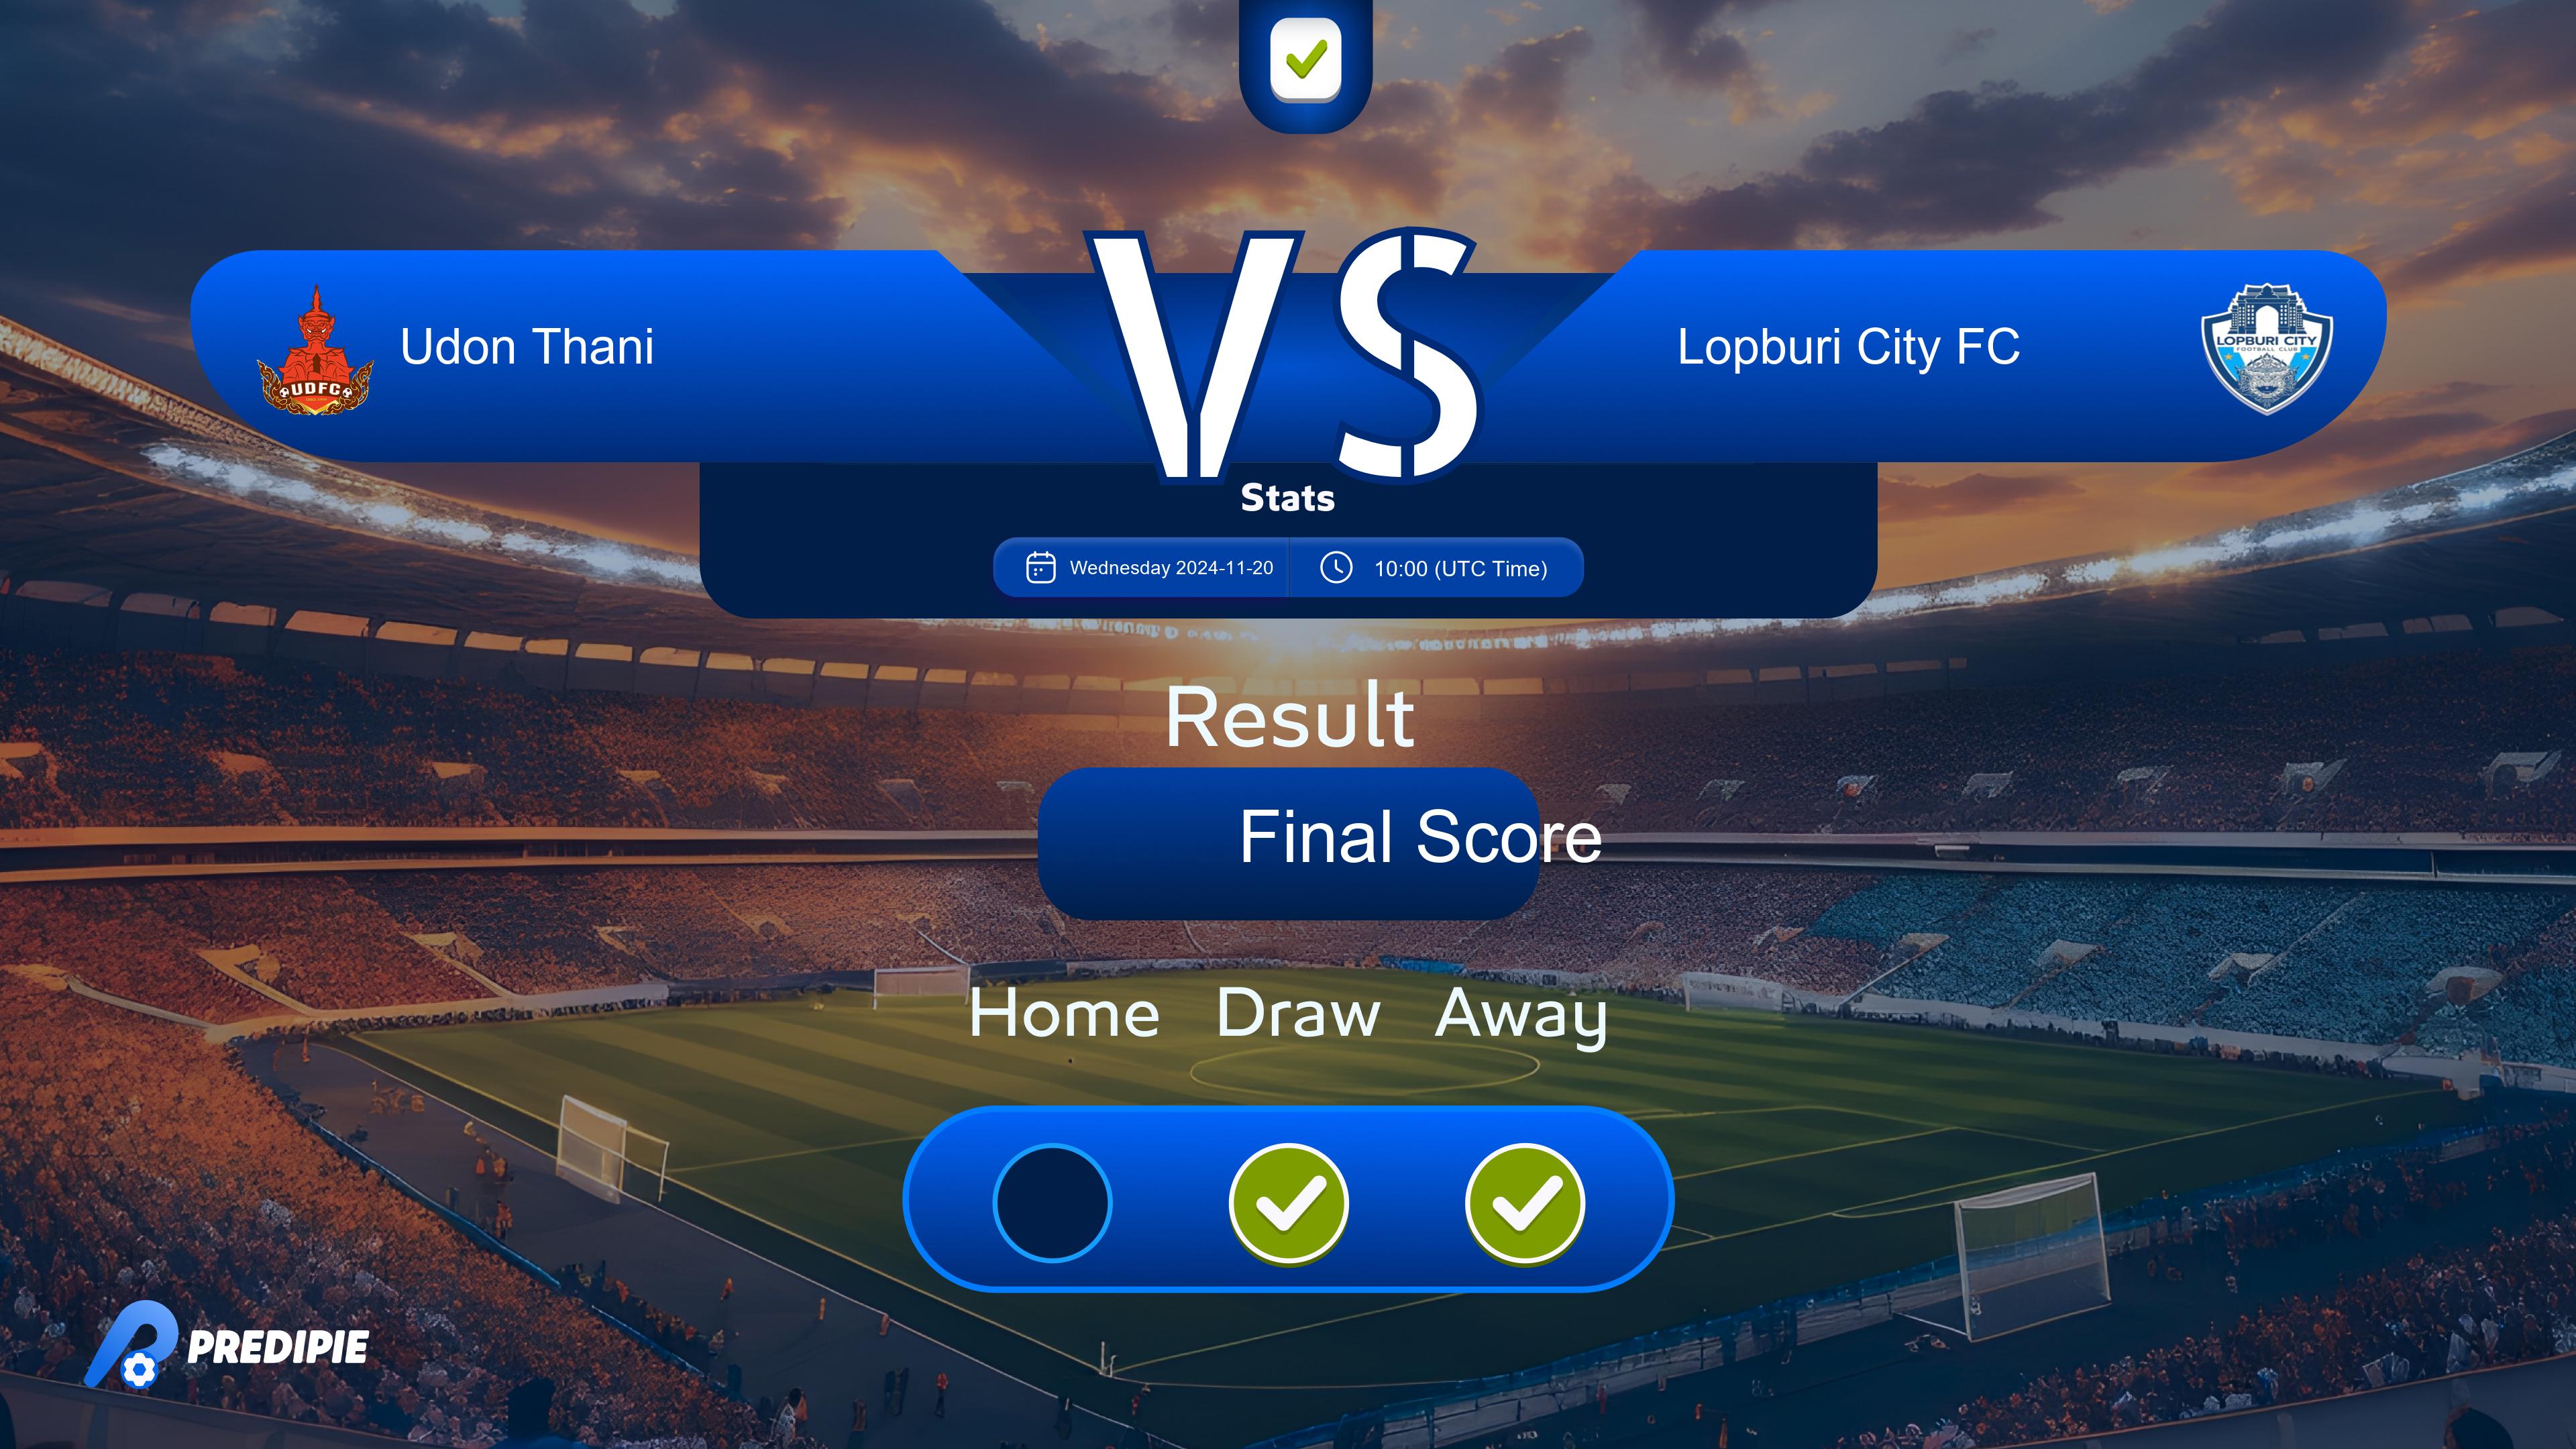 VS
Udon Thani
Lopburi City FC
UDFC
LOPBURI CITY
FOOTBALL CLUB
Stats
Wednesday 2024-11-20
10:00 (UTC Time)
Result
Final Score
Home Draw Away
PREDIPIE